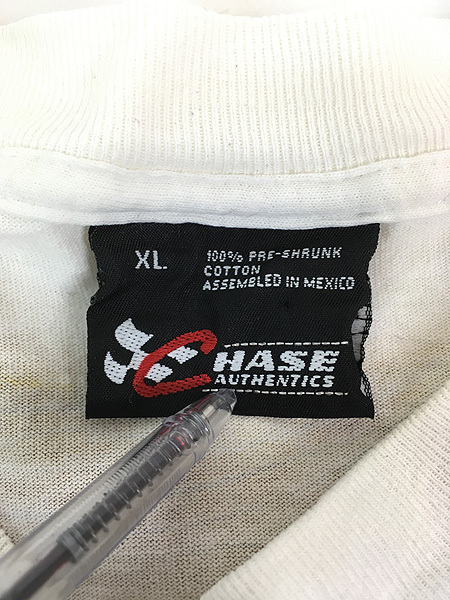 XL
100% PRE-SHRUNK
COTTON
ASSEMBLED IN MEXICO
CHASE
AUTHENTICS